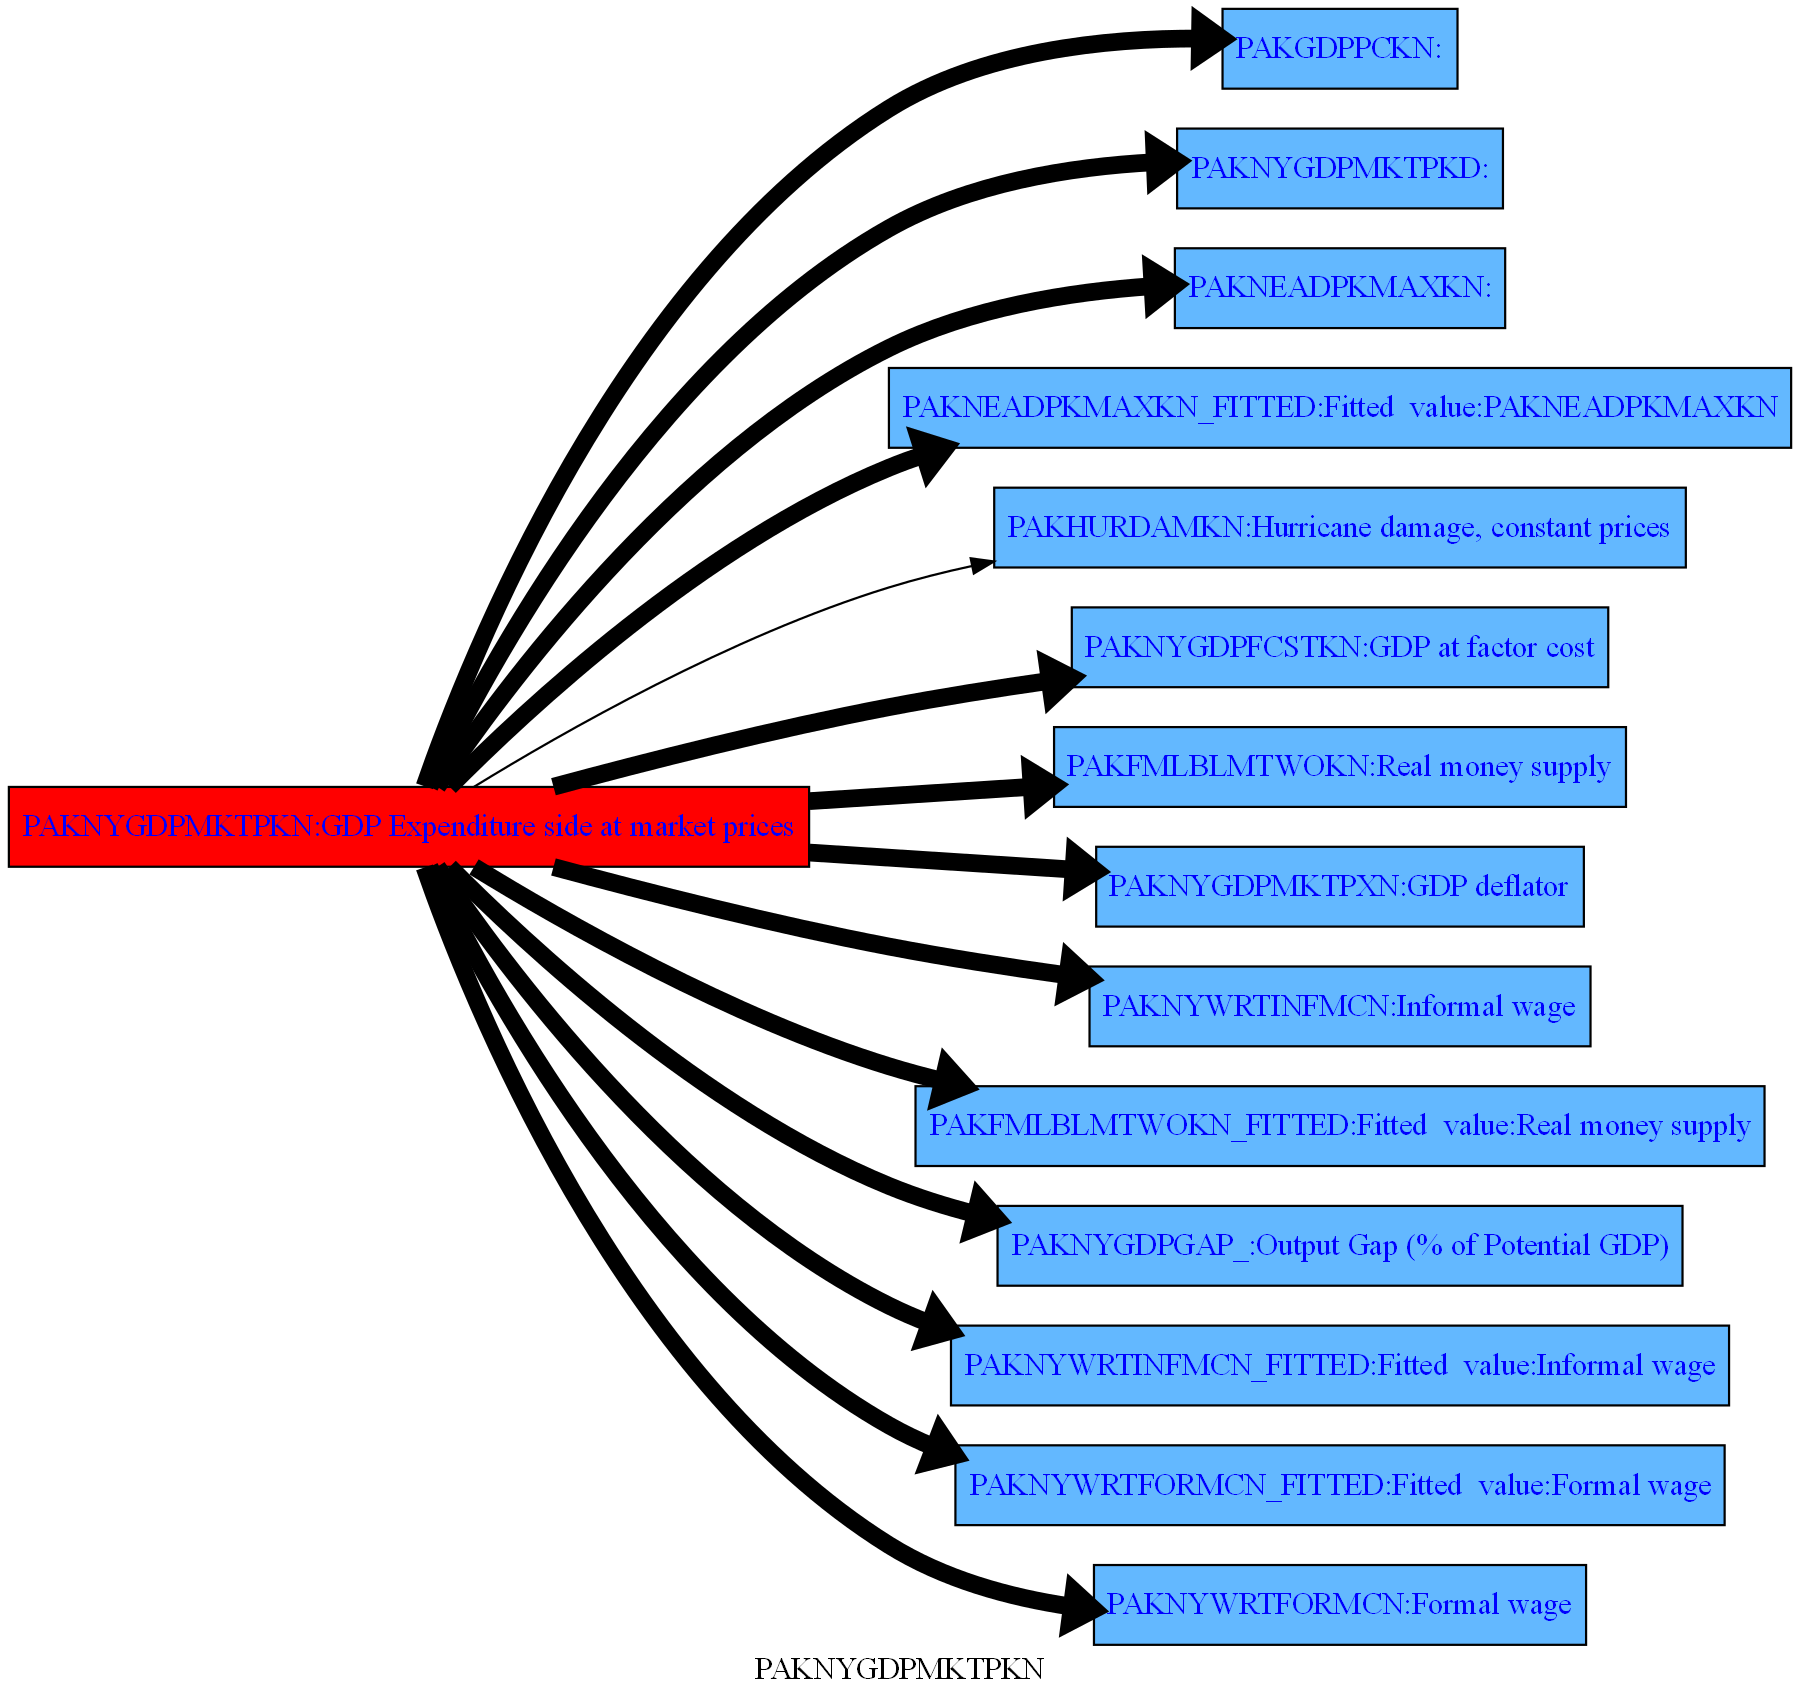 PAKGDPPCKN:
PAKNYGDPMKTPKD:
PAKNEADPKMAXKN:
PAKNEADPKMAXKN_FITTED:Fitted  value:PAKNEADPKMAXKN
PAKHURDAMKN:Hurricane damage, constant prices
PAKNYGDPFCSTKN:GDP at factor cost
PAKFMLBLMTWOKN:Real money supply
PAKNYGDPMKTPKN:GDP Expenditure side at market prices
PAKNYGDPMKTPXN:GDP deflator
PAKNYWRTINFMCN:Informal wage
PAKFMLBLMTWOKN_FITTED:Fitted  value:Real money supply
PAKNYGDPGAP_:Output Gap (% of Potential GDP)
PAKNYWRTINFMCN_FITTED:Fitted  value:Informal wage
PAKNYWRTFORMCN_FITTED:Fitted  value:Formal wage
PAKNYWRTFORMCN:Formal wage
PAKNYGDPMKTPKN